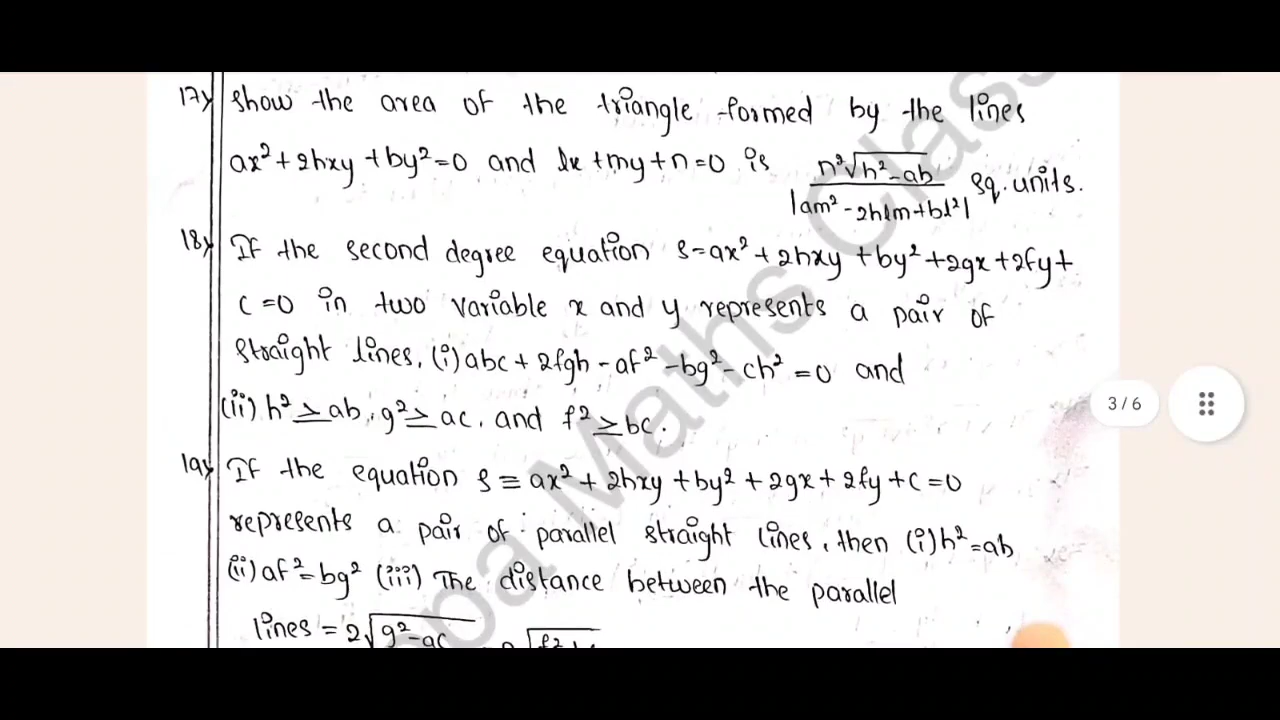 17) Show the area of the triangle formed by the lines
ax² + 2hxy + by² = 0 and lx + my + n = 0 is n²√h² - ab / |am² - 2hlm + bl²| sq. units.
18) If the second degree equation S = ax² + 2hxy + by² + 2gx + 2fy +
c = 0 in two variable x and y represents a pair of
straight lines, (i) abc + 2fgh - af² - bg² - ch² = 0 and
(ii) h² ≥ ab, g² ≥ ac, and f² ≥ bc.
3/6
19) If the equation S ≡ ax² + 2hxy + by² + 2gx + 2fy + c = 0
represents a pair of parallel straight lines, then (i) h² = ab
(ii) af² = bg² (iii) The distance between the parallel
lines = 2√g² - ac
Maths Class